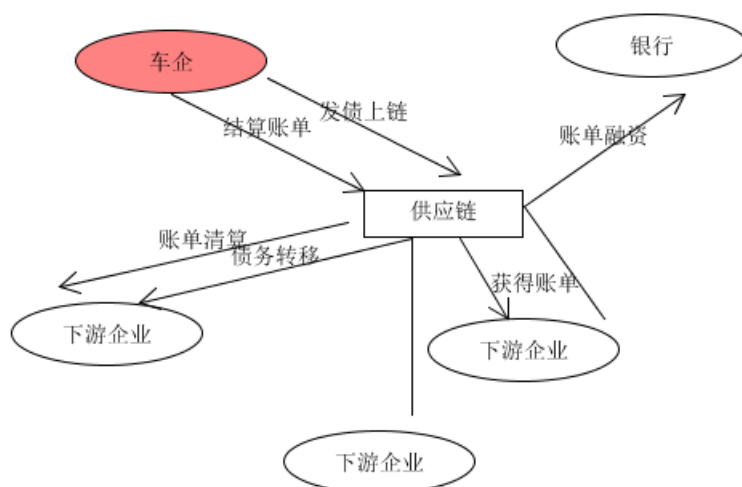 银行
车企
发债上链
结算账单
账单融资
供应链
账单清算
债务转移
获得账单
下游企业
下游企业
下游企业